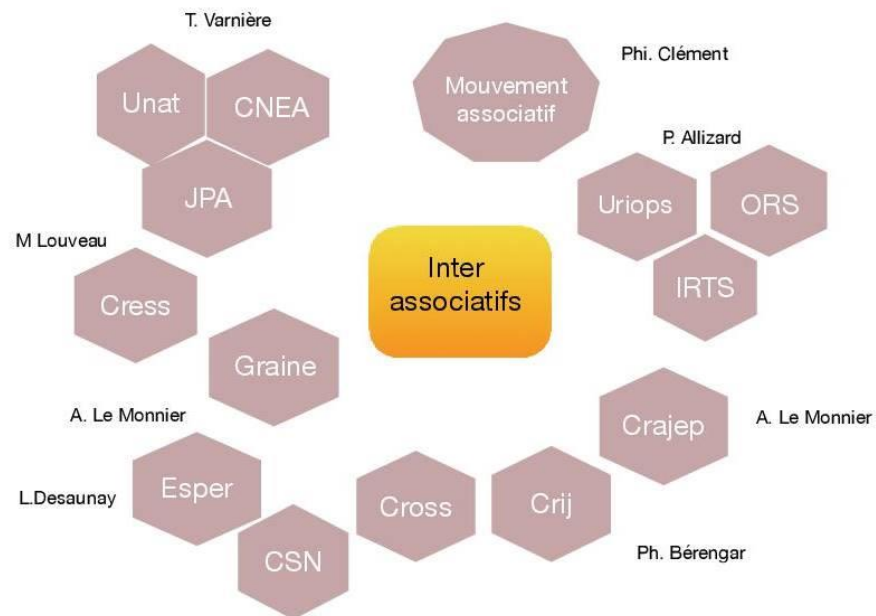 T. Varnière
Unat
CNEA
JPA
Mouvement
associatif
Phi. Clément
P. Allizard
Uriops
ORS
IRTS
M Louveau
Cress
Inter
associatifs
Graine
A. Le Monnier
Crajep
A. Le Monnier
Esper
L.Desaunay
CSN
Cross
Crij
Ph. Bérengar